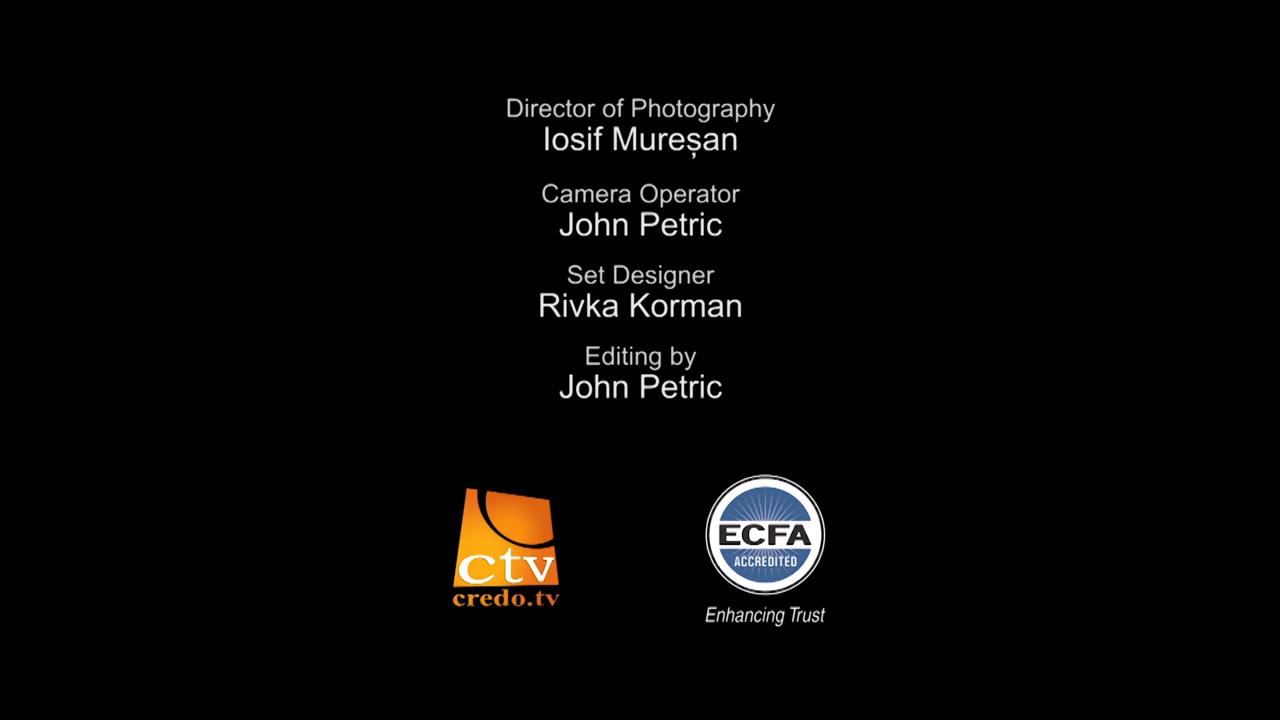 Director of Photography
Iosif Mureșan
Camera Operator
John Petric
Set Designer
Rivka Korman
Editing by
John Petric
ctv
credo.tv
ECFA
ACCREDITED
Enhancing Trust